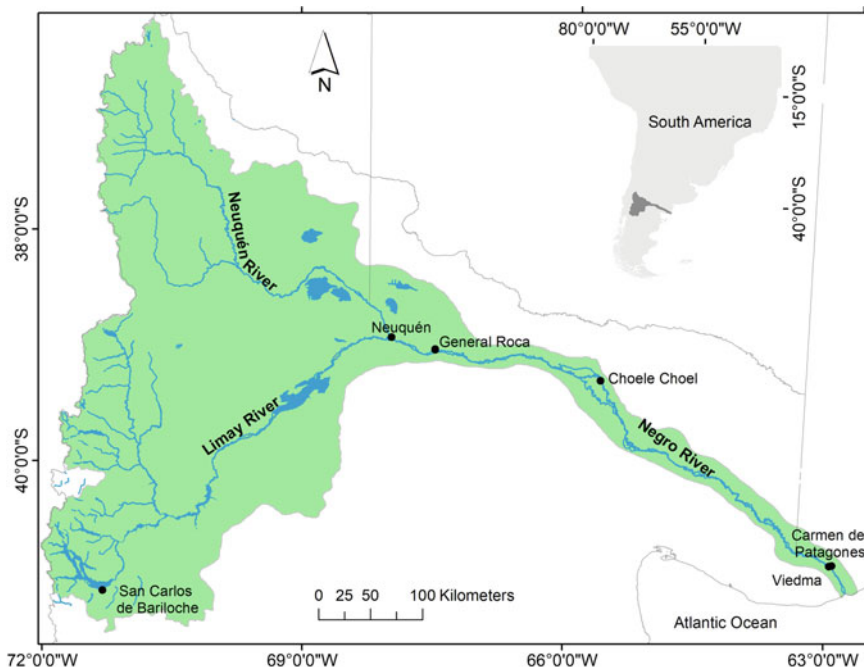 80°0'0"W
55°0'0"W
N
South America
15°0'0"S
40°0'0"S
38°0'0"S
40°0'0"S
Neuquén River
Neuquén
General Roca
Choele Choel
Limay River
Negro River
Carmen de
Patagones
Viedma
San Carlos
de Bariloche
0 25 50 100 Kilometers
Atlantic Ocean
72°0'0"W
69°0'0"W
66°0'0"W
63°0'0"W